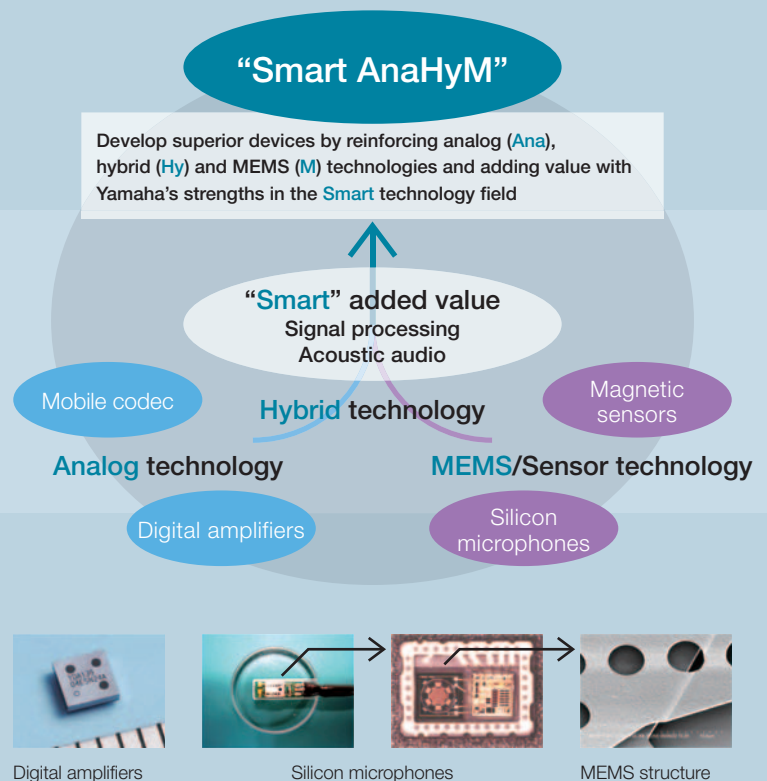 “Smart AnaHyM”
Develop superior devices by reinforcing analog (Ana),
hybrid (Hy) and MEMS (M) technologies and adding value with
Yamaha’s strengths in the Smart technology field
“Smart” added value
Signal processing
Acoustic audio
Mobile codec
Hybrid technology
Magnetic
sensors
Analog technology
MEMS/Sensor technology
Digital amplifiers
Silicon
microphones
Digital amplifiers
Silicon microphones
MEMS structure